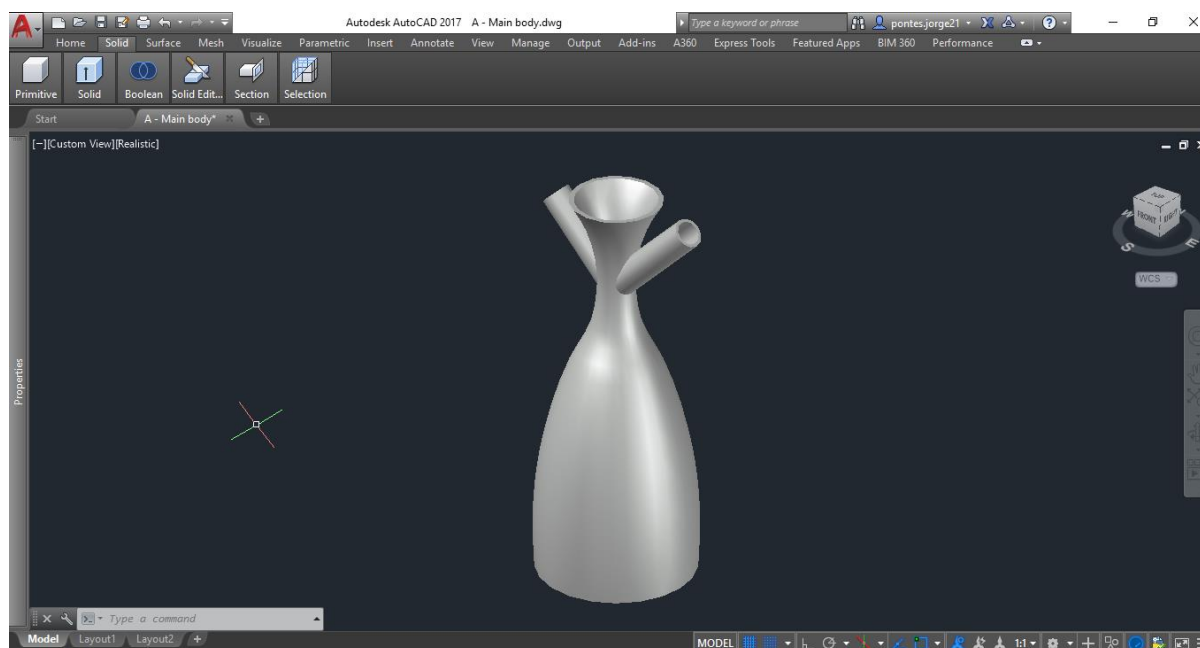 Autodesk AutoCAD 2017 A - Main body.dwg
Type a keyword or phrase
pontes.jorge21
Home Solid Surface Mesh Visualize Parametric Insert Annotate View Manage Output Add-ins A360 Express Tools Featured Apps BIM 360 Performance
Primitive Solid Boolean Solid Edit... Section Selection
Start A - Main body*
[−][Custom View][Realistic]
TOP
FRONT RIGHT
W
S E
WCS
Properties
Type a command
Model Layout1 Layout2 +
MODEL 1:1